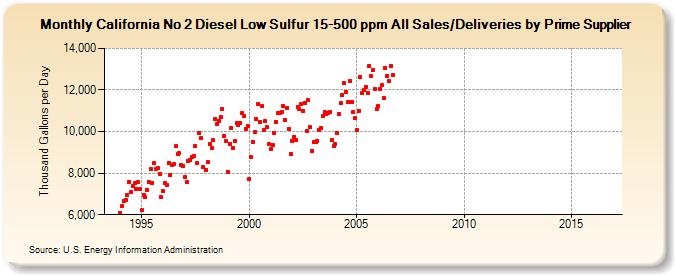 Monthly California No 2 Diesel Low Sulfur 15-500 ppm All Sales/Deliveries by Prime Supplier
Thousand Gallons per Day
14,000
12,000
10,000
8,000
6,000
1995 2000 2005 2010 2015
Source: U.S. Energy Information Administration